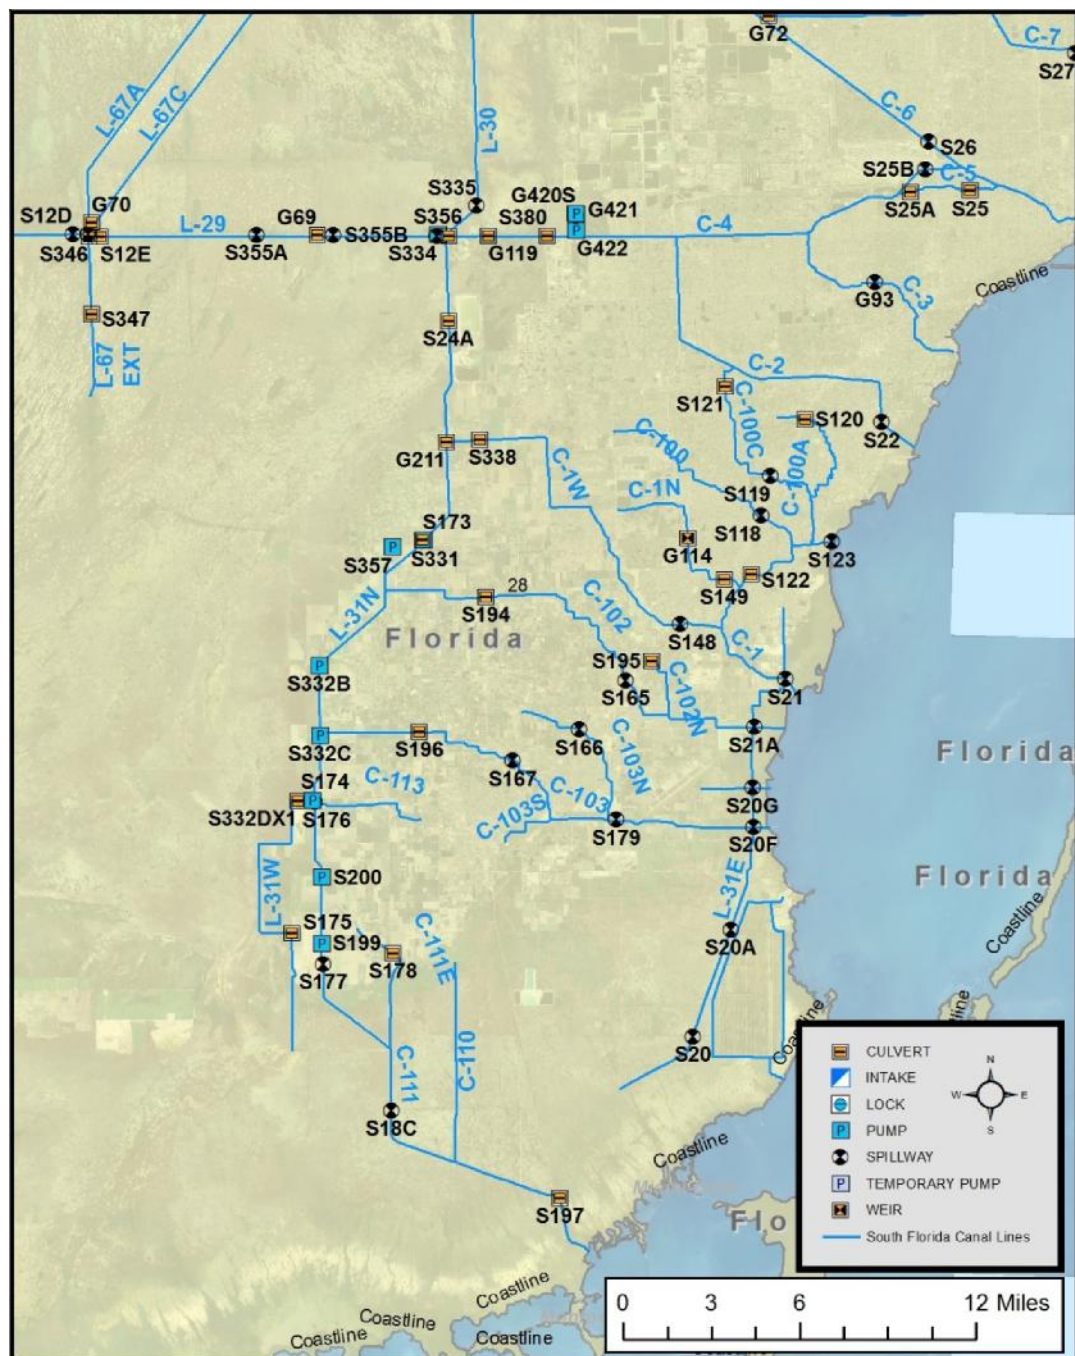 G72
C-7
S27
L-67A
L-67C
L-30
C-6
S26
S25B
C-5
S25A
S25
S335
G420S
G421
S12D
G70
S356
S380
L-29
G69
C-4
S346
S12E
S355A
S355B
S334
G119
G422
Coastline
G93
C-3
S347
S24A
L-67
EXT
C-2
S121
C-100C
S120
S22
G211
S338
C-100
C-100A
C-1W
S119
C-1N
S118
S173
G114
S123
S357
S331
S122
S149
28
S194
C-102
L-31N
Florida
S148
C-1
S195
S332B
S165
C-102N
S21
S332C
S196
S166
S21A
C-103N
Florida
S167
S174
C-113
C-103
S20G
S332DX1
S176
C-103S
S179
S20F
S200
Florida
L-31W
L-31E
S175
C-111E
S20A
Coastline
S199
S177
S178
Coastline
Coastline
S20
C-110
C-111
S18C
Coastline
S197
Flo
CULVERT
INTAKE
LOCK
PUMP
SPILLWAY
TEMPORARY PUMP
WEIR
South Florida Canal Lines
N
W
E
S
Coastline
Coastline
Coastline
Coastline
0 3 6 12 Miles